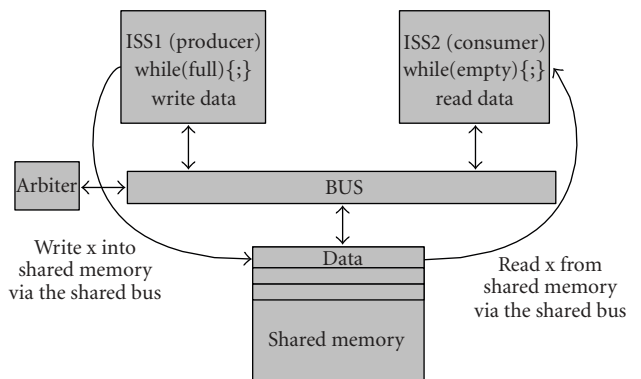 ISS1 (producer)
while(full){;}
write data
ISS2 (consumer)
while(empty){;}
read data
Arbiter
BUS
Write x into
shared memory
via the shared bus
Data
Shared memory
Read x from
shared memory
via the shared bus